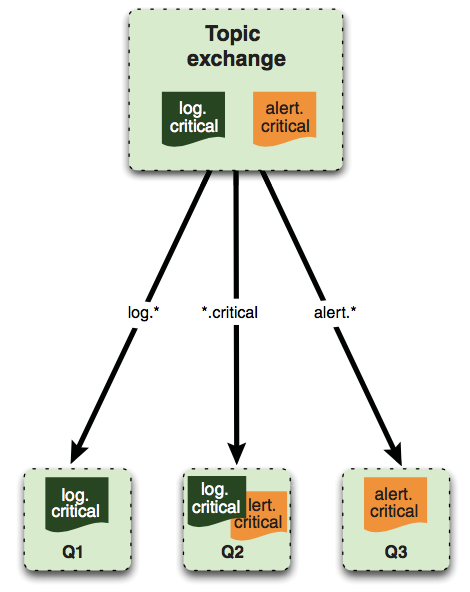 Topic
exchange
log.
critical
alert.
critical
log.*
*.critical
alert.*
log.
critical
Q1
log.
critical
lert.
critical
Q2
alert.
critical
Q3